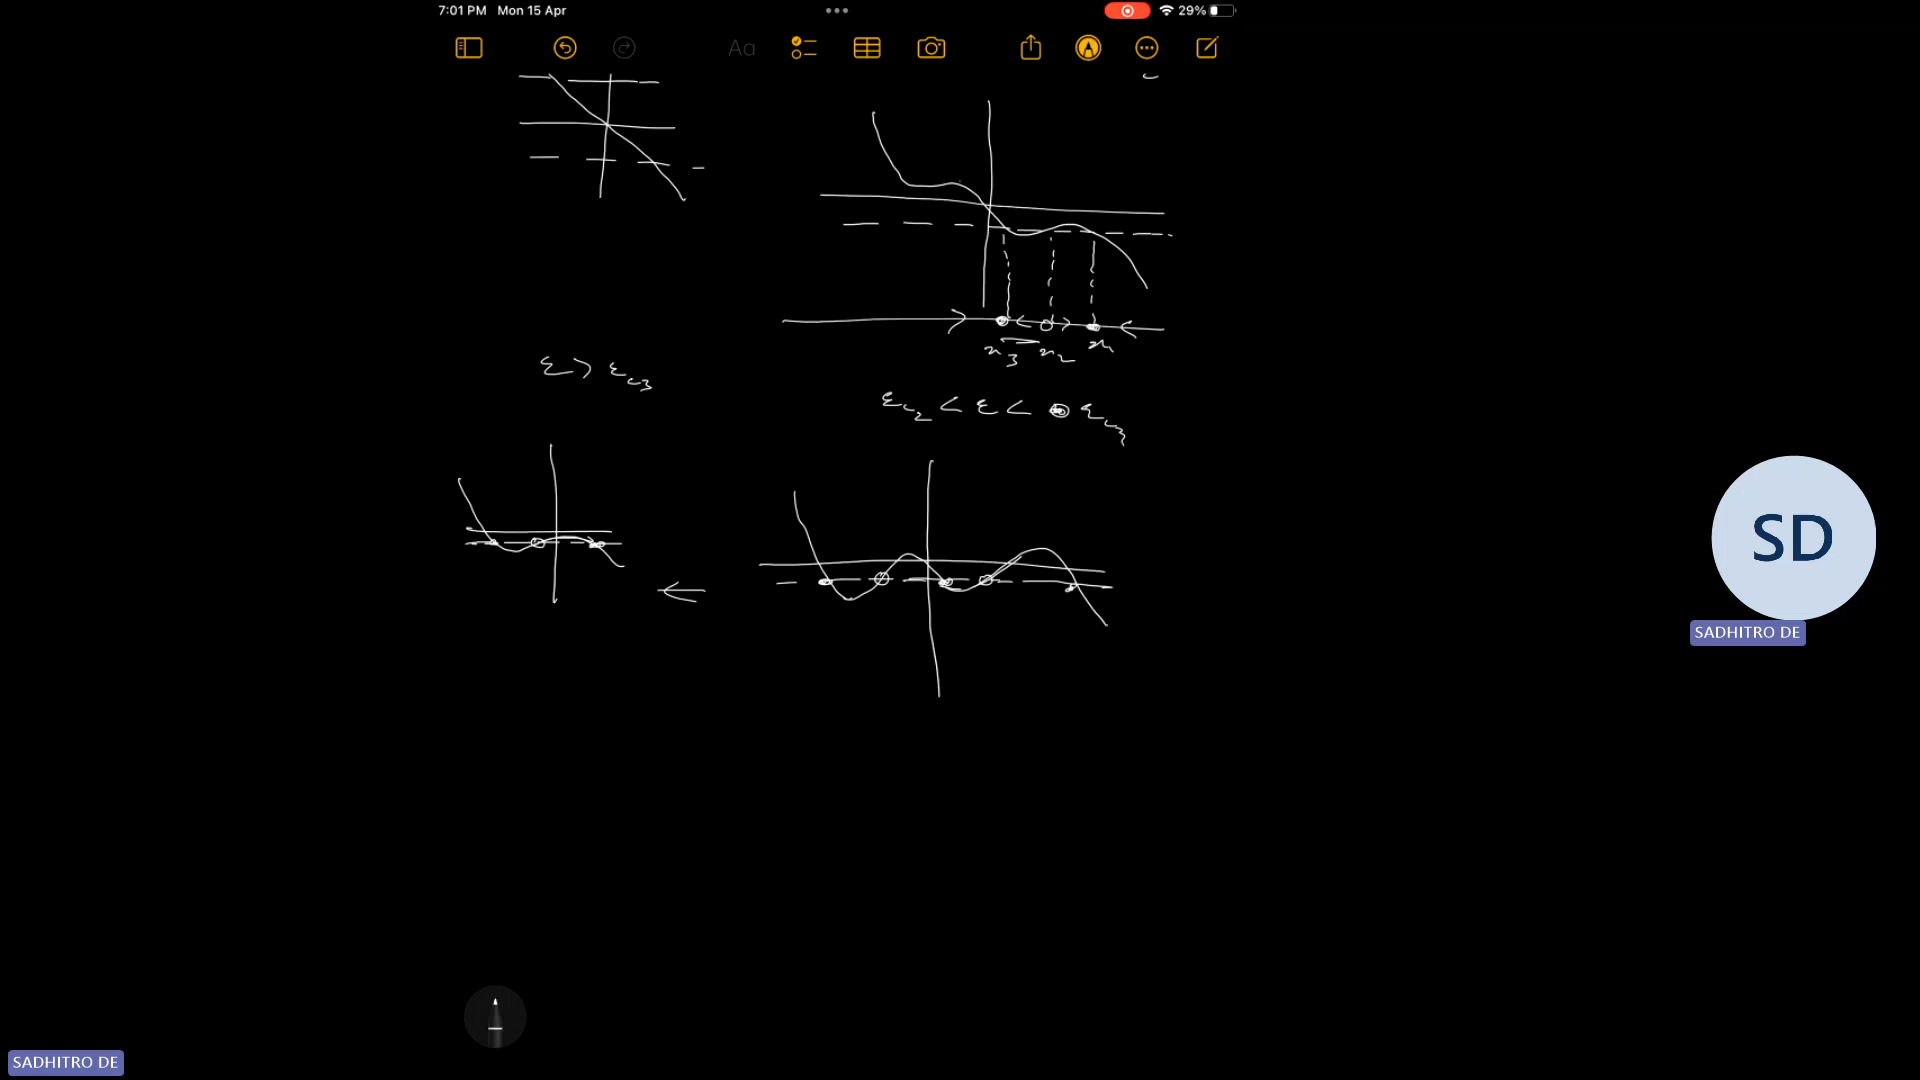 7:01 PM Mon 15 Apr
29%
Aa
x₃ x₂ x₁
ε > ε_c₃
ε_c₂ < ε < ε_c₃
SD
SADHITRO DE
SADHITRO DE